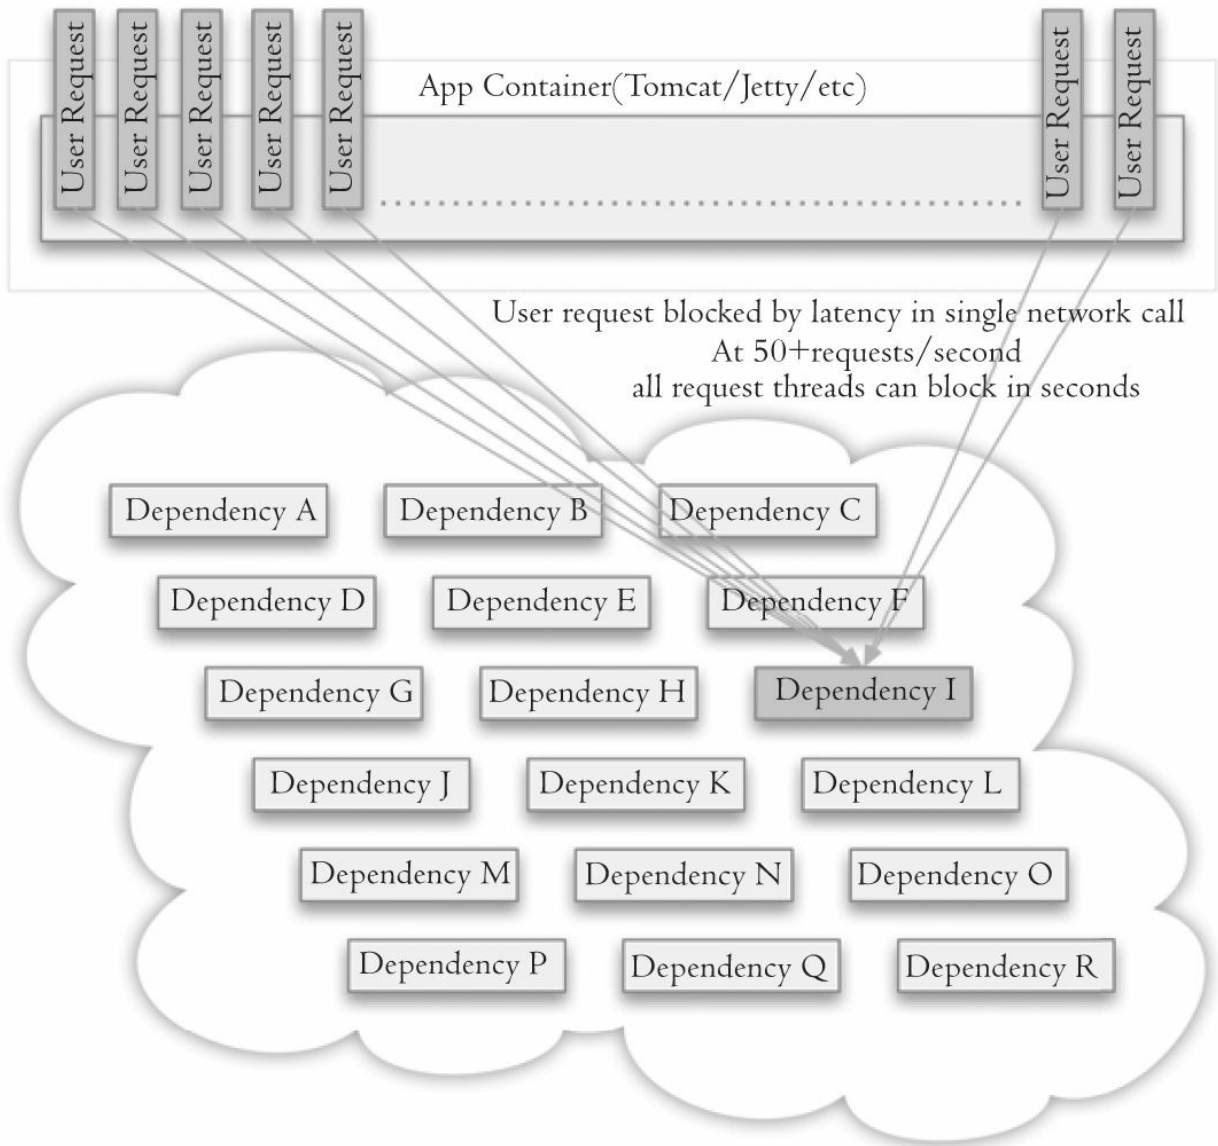 User Request
User Request
User Request
User Request
User Request
User Request
User Request
App Container(Tomcat/Jetty/etc)
User request blocked by latency in single network call
At 50+requests/second
all request threads can block in seconds
Dependency A
Dependency B
Dependency C
Dependency D
Dependency E
Dependency F
Dependency G
Dependency H
Dependency I
Dependency J
Dependency K
Dependency L
Dependency M
Dependency N
Dependency O
Dependency P
Dependency Q
Dependency R